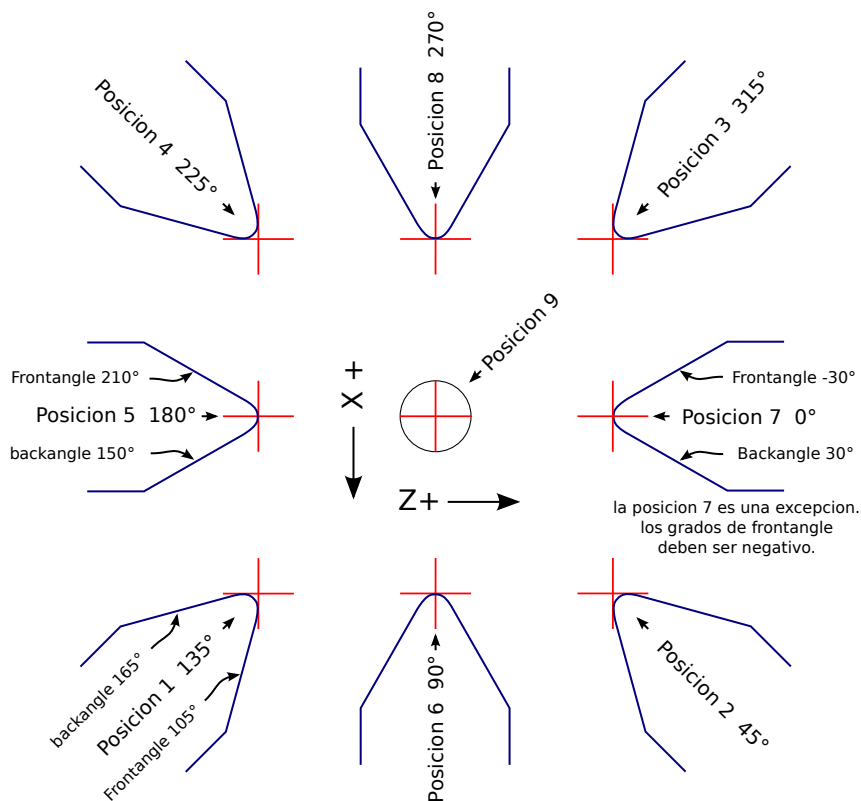 Posicion 4 225°
Posicion 8 270°
Posicion 3 315°
Posicion 9
Frontangle 210°
Posicion 5 180°
backangle 150°
X +
Z+
Frontangle -30°
Posicion 7 0°
Backangle 30°
la posicion 7 es una excepcion.
los grados de frontangle
deben ser negativo.
backangle 165°
Posicion 1 135°
Frontangle 105°
Posicion 6 90°
Posicion 2 45°